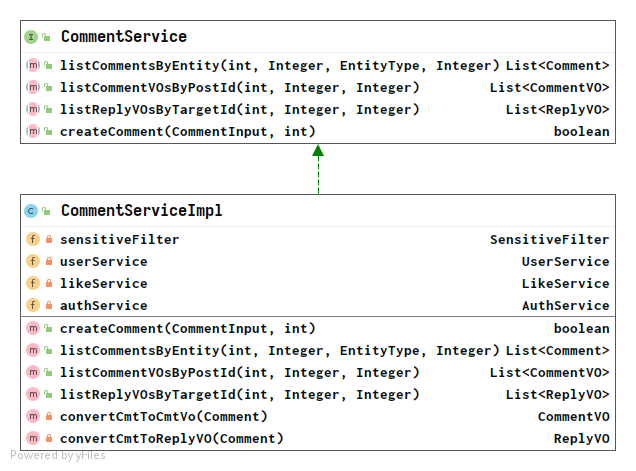 I CommentService
m listCommentsByEntity(int, Integer, EntityType, Integer) List<Comment>
m listCommentVOsByPostId(int, Integer, Integer) List<CommentVO>
m listReplyVOsByTargetId(int, Integer, Integer) List<ReplyVO>
m createComment(CommentInput, int) boolean
C CommentServiceImpl
f sensitiveFilter SensitiveFilter
f userService UserService
f likeService LikeService
f authService AuthService
m createComment(CommentInput, int) boolean
m listCommentsByEntity(int, Integer, EntityType, Integer) List<Comment>
m listCommentVOsByPostId(int, Integer, Integer) List<CommentVO>
m listReplyVOsByTargetId(int, Integer, Integer) List<ReplyVO>
m convertCmtToCmtVo(Comment) CommentVO
m convertCmtToReplyVO(Comment) ReplyVO
Powered by yFiles